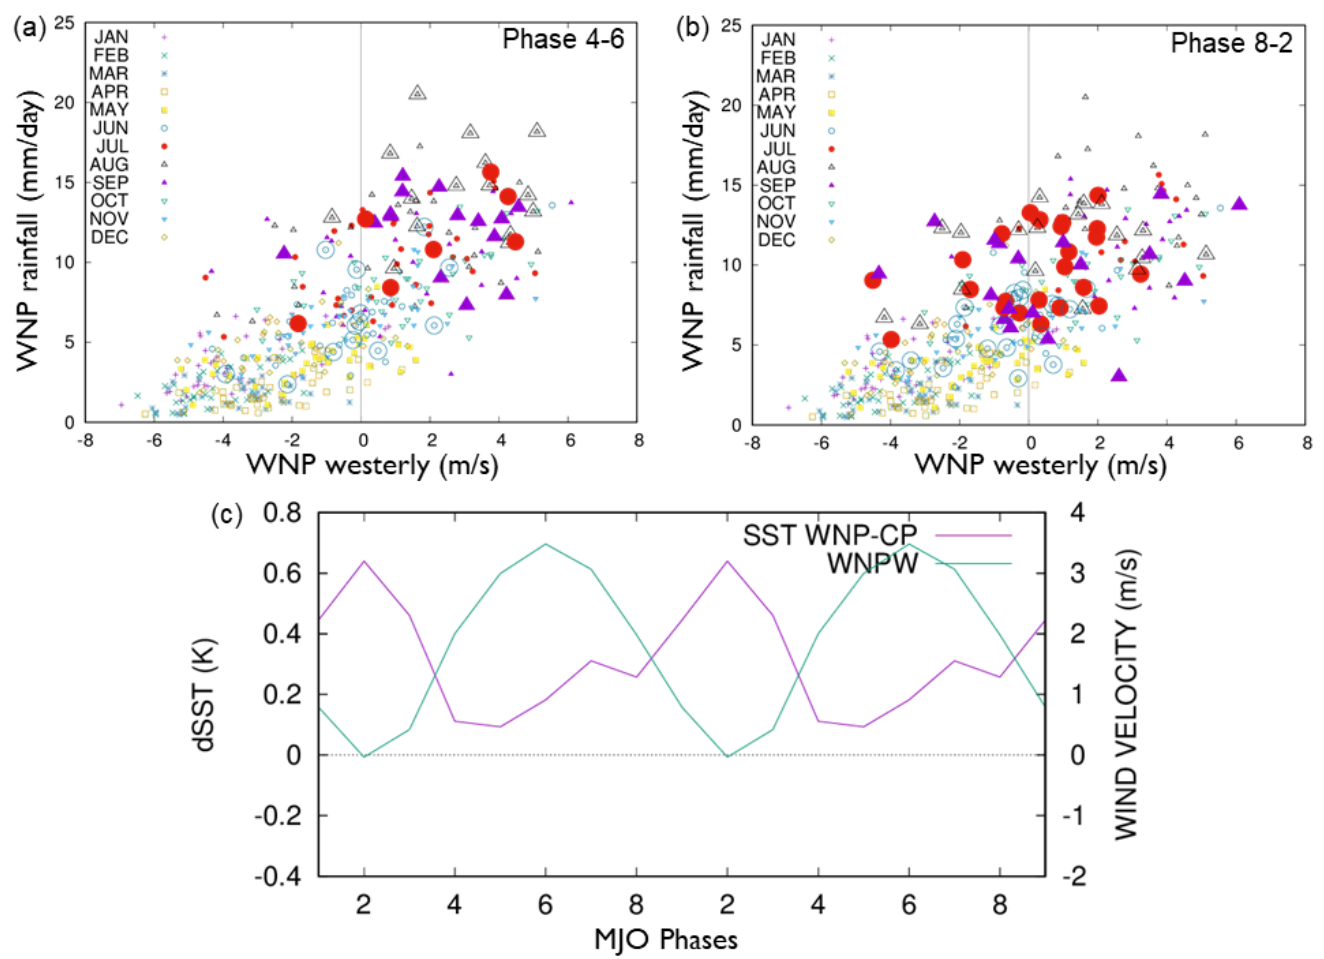 (a)
Phase 4-6
WNP rainfall (mm/day)
25
20
15
10
5
0
JAN
FEB
MAR
APR
MAY
JUN
JUL
AUG
SEP
OCT
NOV
DEC
-8 -6 -4 -2 0 2 4 6 8
WNP westerly (m/s)
(b)
Phase 8-2
WNP rainfall (mm/day)
25
20
15
10
5
0
JAN
FEB
MAR
APR
MAY
JUN
JUL
AUG
SEP
OCT
NOV
DEC
-8 -6 -4 -2 0 2 4 6 8
WNP westerly (m/s)
(c)
SST WNP-CP
WNPW
dSST (K)
0.8
0.6
0.4
0.2
0
-0.2
-0.4
4
3
2
1
0
-1
-2
WIND VELOCITY (m/s)
2 4 6 8 2 4 6 8
MJO Phases